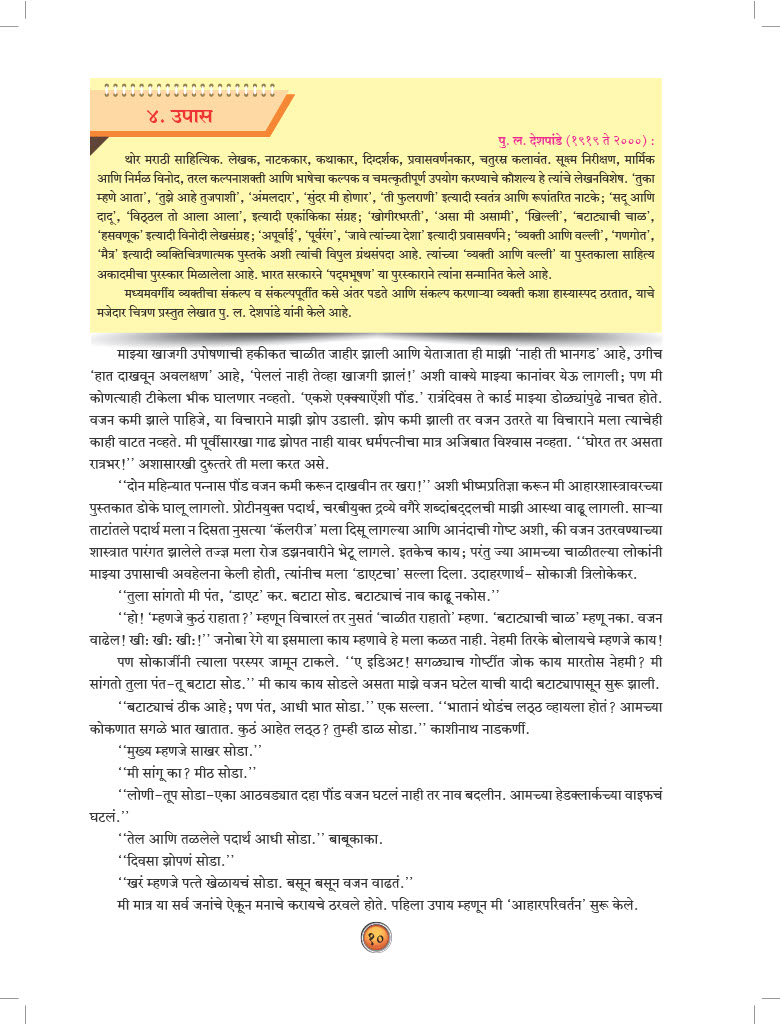 ४. उपास
पु. ल. देशपांडे (१९१९ ते २०००) :
थोर मराठी साहित्यिक. लेखक, नाटककार, कथाकार, दिग्दर्शक, प्रवासवर्णनकार, चतुरस्र कलावंत. सूक्ष्म निरीक्षण, मार्मिक
आणि निर्मळ विनोद, तरल कल्पनाशक्ती आणि भाषेचा कल्पक व चमत्कृतीपूर्ण उपयोग करण्याचे कौशल्य हे त्यांचे लेखनविशेष. ‘तुका
म्हणे आता’, ‘तुझे आहे तुजपाशी’, ‘अंमलदार’, ‘सुंदर मी होणार’, ‘ती फुलराणी’ इत्यादी स्वतंत्र आणि रूपांतरित नाटके; ‘सदू आणि
दादू’, ‘विठ्ठल तो आला आला’, इत्यादी एकांकिका संग्रह; ‘खोगीरभरती’, ‘असा मी असामी’, ‘खिल्ली’, ‘बटाट्याची चाळ’,
‘हसवणूक’ इत्यादी विनोदी लेखसंग्रह; ‘अपूर्वाई’, ‘पूर्वरंग’, ‘जावे त्यांच्या देशा’ इत्यादी प्रवासवर्णने; ‘व्यक्ती आणि वल्ली’, ‘गणगोत’,
‘मैत्र’ इत्यादी व्यक्तिचित्रणात्मक पुस्तके अशी त्यांची विपुल ग्रंथसंपदा आहे. त्यांच्या ‘व्यक्ती आणि वल्ली’ या पुस्तकाला साहित्य
अकादमीचा पुरस्कार मिळालेला आहे. भारत सरकारने ‘पद्मभूषण’ या पुरस्काराने त्यांना सन्मानित केले आहे.
मध्यमवर्गीय व्यक्तीचा संकल्प व संकल्पपूर्तीत कसे अंतर पडते आणि संकल्प करणाऱ्या व्यक्ती कशा हास्यास्पद ठरतात, याचे
मजेदार चित्रण प्रस्तुत लेखात पु. ल. देशपांडे यांनी केले आहे.
माझ्या खाजगी उपोषणाची हकीकत चाळीत जाहीर झाली आणि येताजाता ही माझी ‘नाही ती भानगड’ आहे, उगीच
‘हात दाखवून अवलक्षण’ आहे, ‘पेललं नाही तेव्हा खाजगी झालं!’ अशी वाक्ये माझ्या कानांवर येऊ लागली; पण मी
कोणत्याही टीकेला भीक घालणार नव्हतो. ‘एकशे एक्क्याऐंशी पौंड.’ रात्रंदिवस ते कार्ड माझ्या डोळ्यांपुढे नाचत होते.
वजन कमी झाले पाहिजे, या विचाराने माझी झोप उडाली. झोप कमी झाली तर वजन उतरते या विचाराने मला त्याचेही
काही वाटत नव्हते. मी पूर्वीसारखा गाढ झोपत नाही यावर धर्मपत्नीचा मात्र अजिबात विश्वास नव्हता. ‘‘घोरत तर असता
रात्रभर!’’ अशासारखी दुरुत्तरे ती मला करत असे.
‘‘दोन महिन्यात पन्नास पौंड वजन कमी करून दाखवीन तर खरा!’’ अशी भीष्मप्रतिज्ञा करून मी आहारशास्त्रावरच्या
पुस्तकात डोके घालू लागलो. प्रोटीनयुक्त पदार्थ, चरबीयुक्त द्रव्ये वगैरे शब्दांबद्दलची माझी आस्था वाढू लागली. साऱ्या
ताटांतले पदार्थ मला न दिसता नुसत्या ‘कॅलरीज’ मला दिसू लागल्या आणि आनंदाची गोष्ट अशी, की वजन उतरवण्याच्या
शास्त्रात पारंगत झालेले तज्ज्ञ मला रोज डझनवारीने भेटू लागले. इतकेच काय; परंतु ज्या आमच्या चाळीतल्या लोकांनी
माझ्या उपासाची अवहेलना केली होती, त्यांनीच मला ‘डाएटचा’ सल्ला दिला. उदाहरणार्थ- सोकाजी त्रिलोकेकर.
‘‘तुला सांगतो मी पंत, ‘डाएट’ कर. बटाटा सोड. बटाट्याचं नाव काढू नकोस.’’
‘‘हो! ‘म्हणजे कुठं राहाता?’ म्हणून विचारलं तर नुसतं ‘चाळीत राहातो’ म्हणा. ‘बटाट्याची चाळ’ म्हणू नका. वजन
वाढेल! खी: खी: खी:!’’ जनोबा रेगे या इसमाला काय म्हणावे हे मला कळत नाही. नेहमी तिरके बोलायचे म्हणजे काय!
पण सोकाजींनी त्याला परस्पर जामून टाकले. ‘‘ए इडिअट! सगळ्याच गोष्टींत जोक काय मारतोस नेहमी? मी
सांगतो तुला पंत-तू बटाटा सोड.’’ मी काय काय सोडले असता माझे वजन घटेल याची यादी बटाट्यापासून सुरू झाली.
‘‘बटाट्याचं ठीक आहे; पण पंत, आधी भात सोडा.’’ एक सल्ला. ‘‘भातानं थोडंच लठ्ठ व्हायला होतं? आमच्या
कोकणात सगळे भात खातात. कुठं आहेत लठ्ठ? तुम्ही डाळ सोडा.’’ काशीनाथ नाडकर्णी.
‘‘मुख्य म्हणजे साखर सोडा.’’
‘‘मी सांगू का? मीठ सोडा.’’
‘‘लोणी-तूप सोडा-एका आठवड्यात दहा पौंड वजन घटलं नाही तर नाव बदलीन. आमच्या हेडक्लार्कच्या वाइफचं
घटलं.’’
‘‘तेल आणि तळलेले पदार्थ आधी सोडा.’’ बाबूकाका.
‘‘दिवसा झोपणं सोडा.’’
‘‘खरं म्हणजे पत्ते खेळायचं सोडा. बसून बसून वजन वाढतं.’’
मी मात्र या सर्व जनांचे ऐकून मनाचे करायचे ठरवले होते. पहिला उपाय म्हणून मी ‘आहारपरिवर्तन’ सुरू केले.
१०